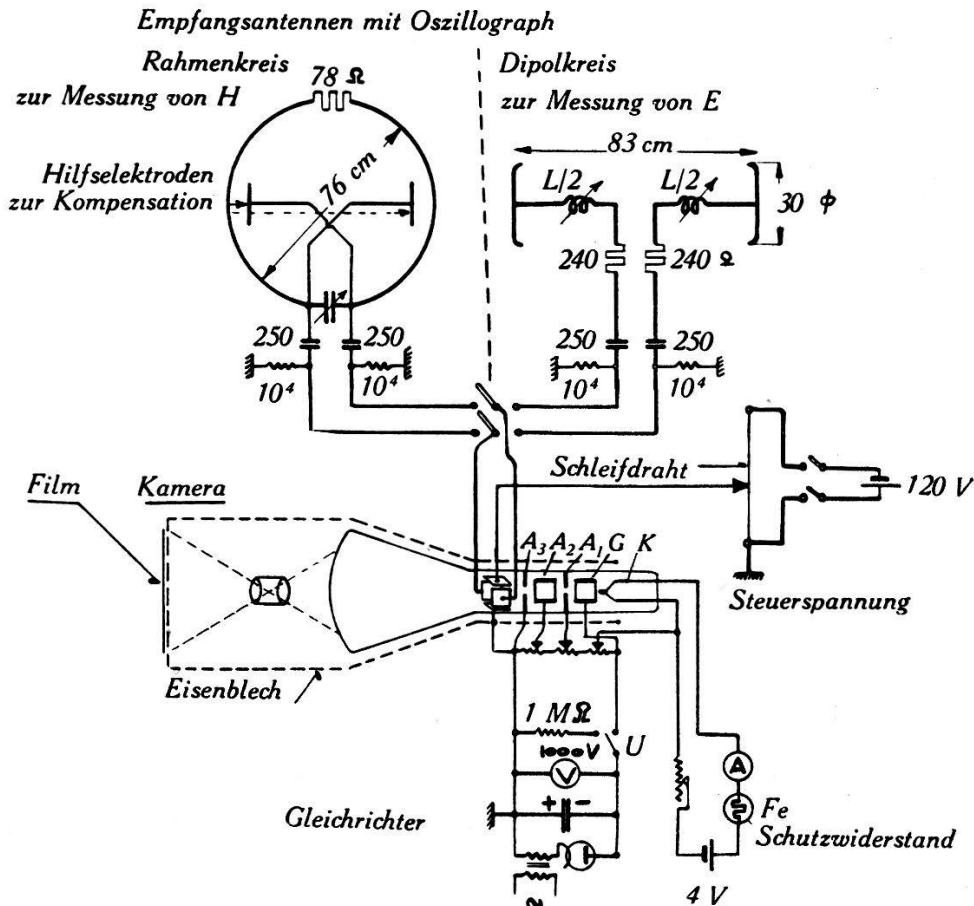 Empfangsantennen mit Oszillograph
Rahmenkreis
zur Messung von H
78 Ω
Dipolkreis
zur Messung von E
83 cm
Hilfselektroden
zur Kompensation
76 cm
L/2
L/2
30 ϕ
240
240 Ω
250
250
250
250
10⁴
10⁴
10⁴
10⁴
Schleifdraht
120 V
Film
Kamera
A₃ A₂ A₁ G K
Steuerspannung
Eisenblech
1 MΩ
1000 V
U
V
A
+ -
Gleichrichter
Fe
Schutzwiderstand
4 V